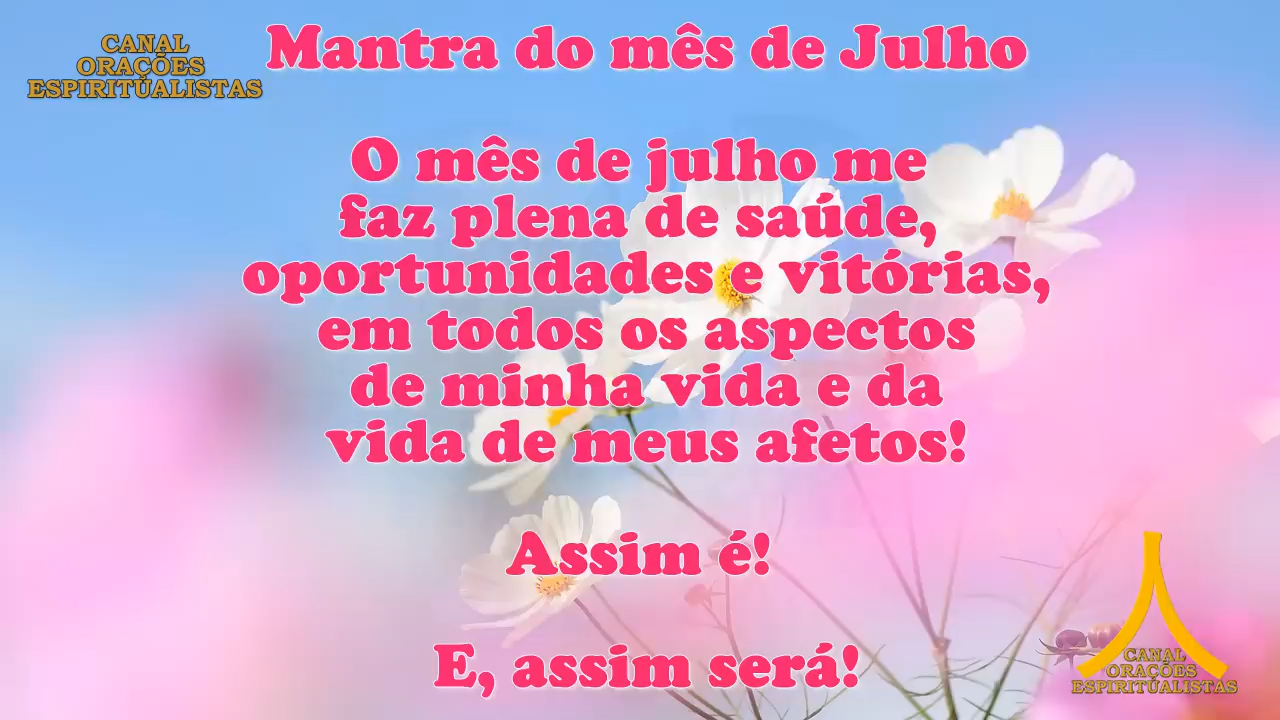 CANAL
ORAÇÕES
ESPIRITUALISTAS
Mantra do mês de Julho
O mês de julho me
faz plena de saúde,
oportunidades e vitórias,
em todos os aspectos
de minha vida e da
vida de meus afetos!
Assim é!
E, assim será!
CANAL
ORAÇÕES
ESPIRITUALISTAS